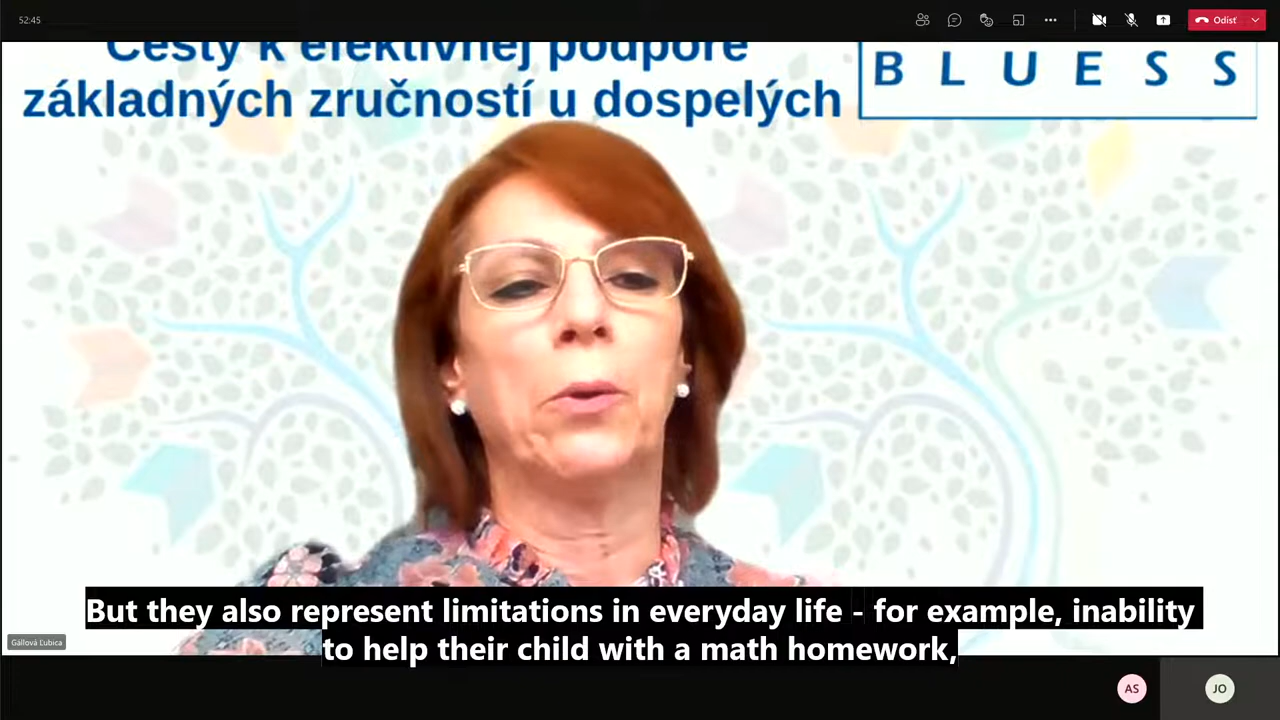 52:45
Odísť
Cesty k efektívnej podpore
základných zručností u dospelých
BLUESS
But they also represent limitations in everyday life - for example, inability
to help their child with a math homework,
Gállová Ľubica
AS
JO